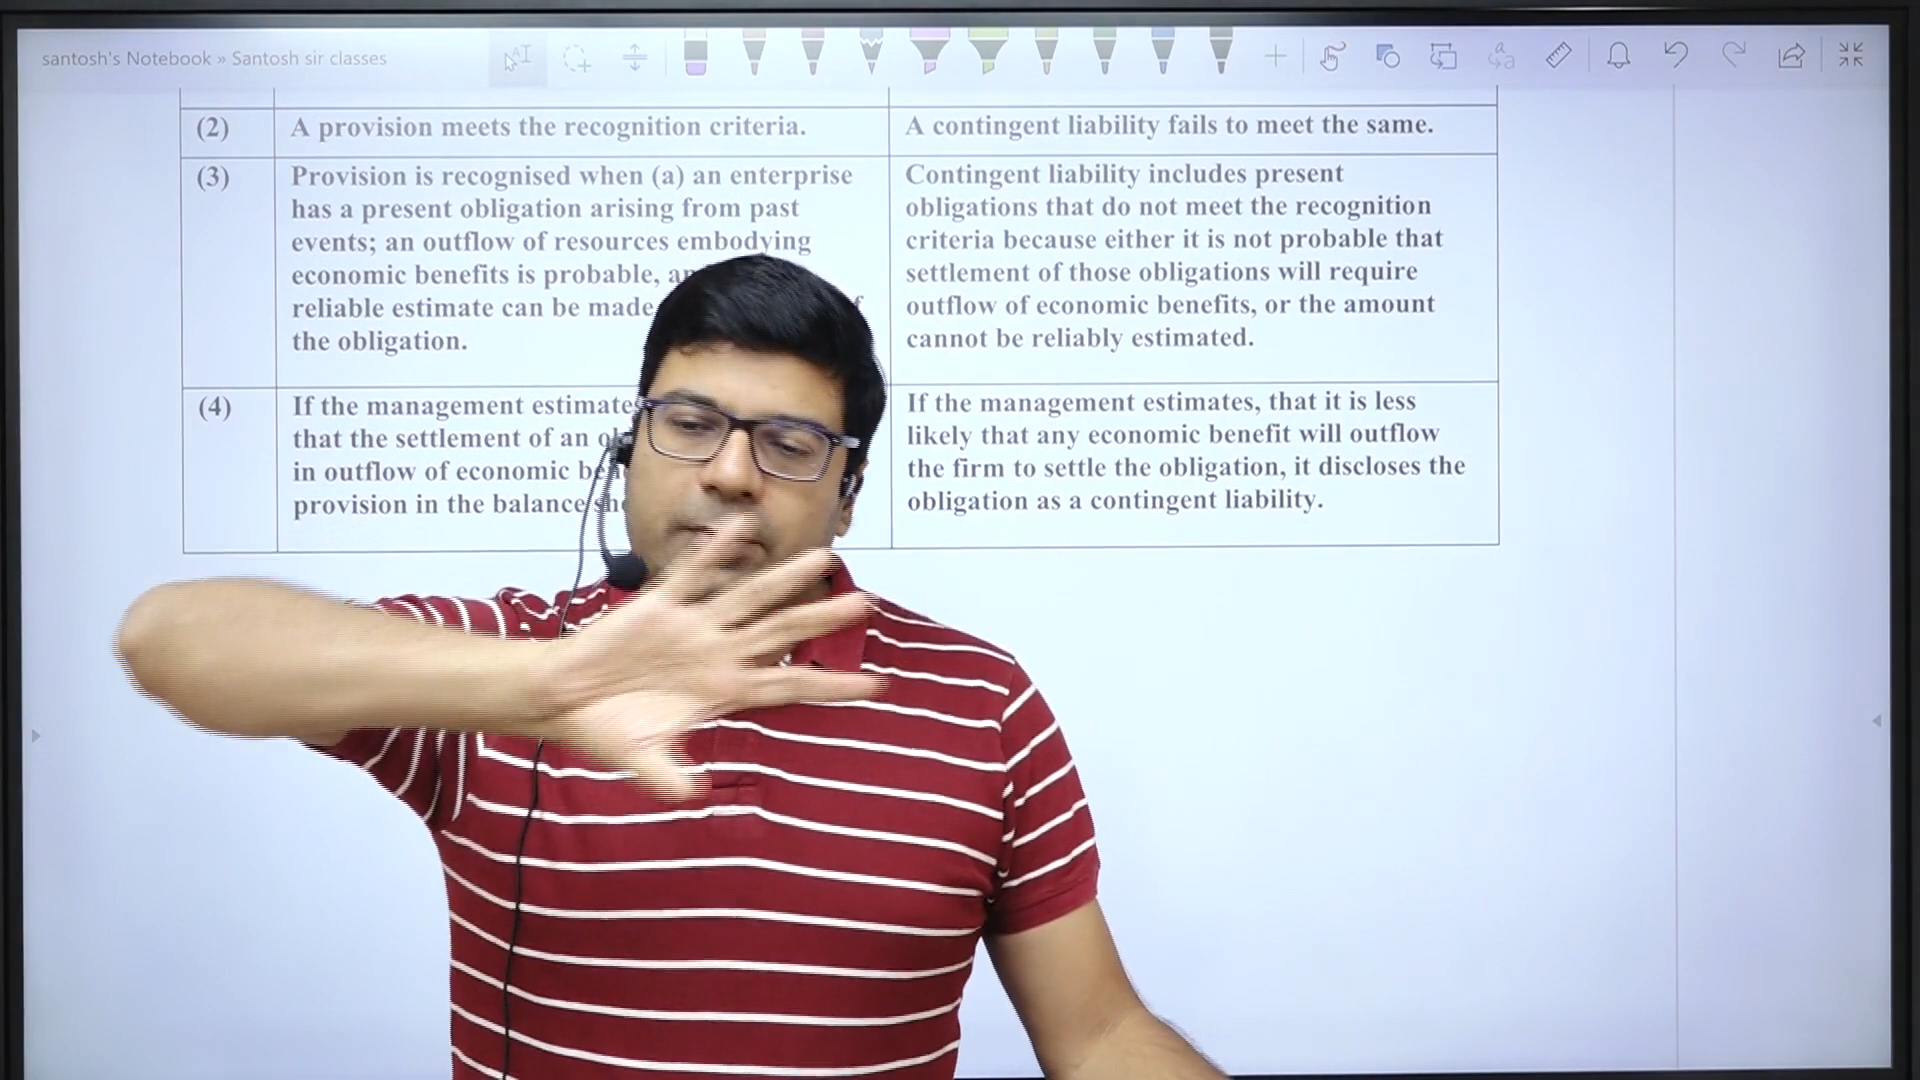 santosh's Notebook » Santosh sir classes
(2)
A provision meets the recognition criteria.
A contingent liability fails to meet the same.
(3)
Provision is recognised when (a) an enterprise
has a present obligation arising from past
events; an outflow of resources embodying
economic benefits is probable,
reliable estimate can be made
the obligation.
Contingent liability includes present
obligations that do not meet the recognition
criteria because either it is not probable that
settlement of those obligations will require
outflow of economic benefits, or the amount
cannot be reliably estimated.
(4)
If the management
that the settlement of an
in outflow of economic
provision in the balance
If the management estimates, that it is less
likely that any economic benefit will outflow
the firm to settle the obligation, it discloses the
obligation as a contingent liability.